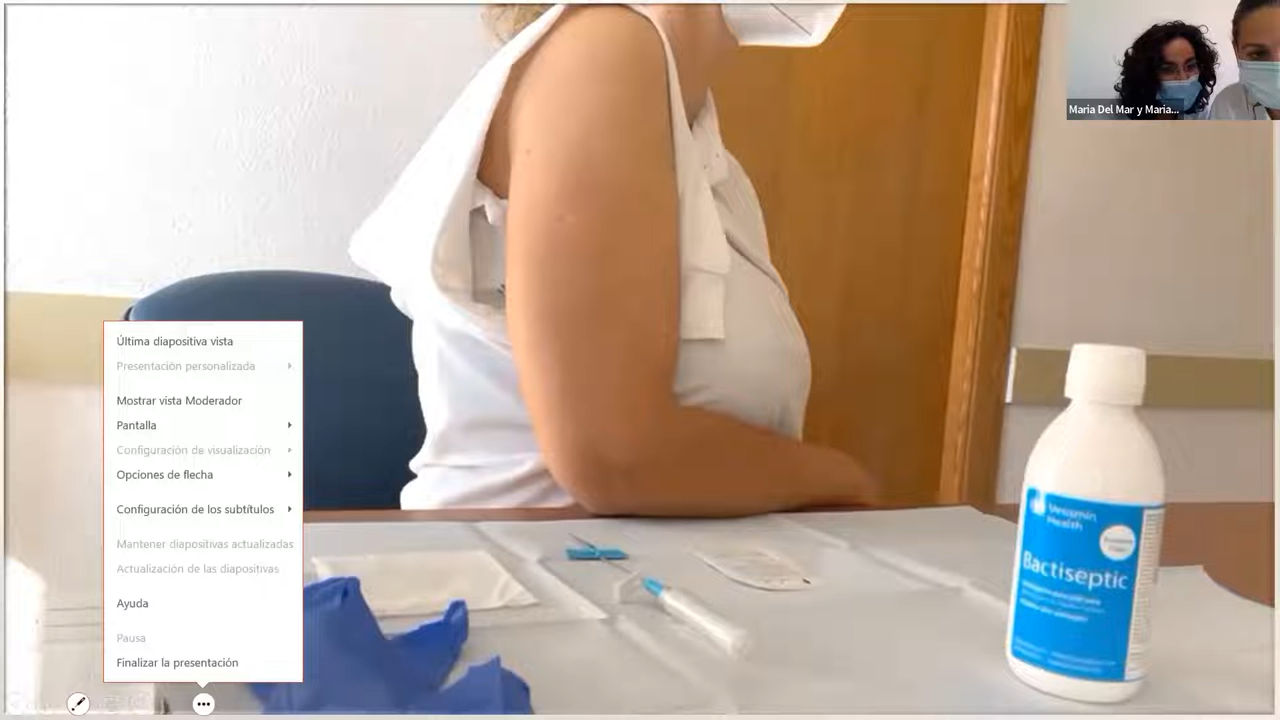 Maria Del Mar y Maria...
Última diapositiva vista
Presentación personalizada
Mostrar vista Moderador
Pantalla
Configuración de visualización
Opciones de flecha
Configuración de los subtítulos
Mantener diapositivas actualizadas
Actualización de las diapositivas
Ayuda
Pausa
Finalizar la presentación
Health
Bactiseptic